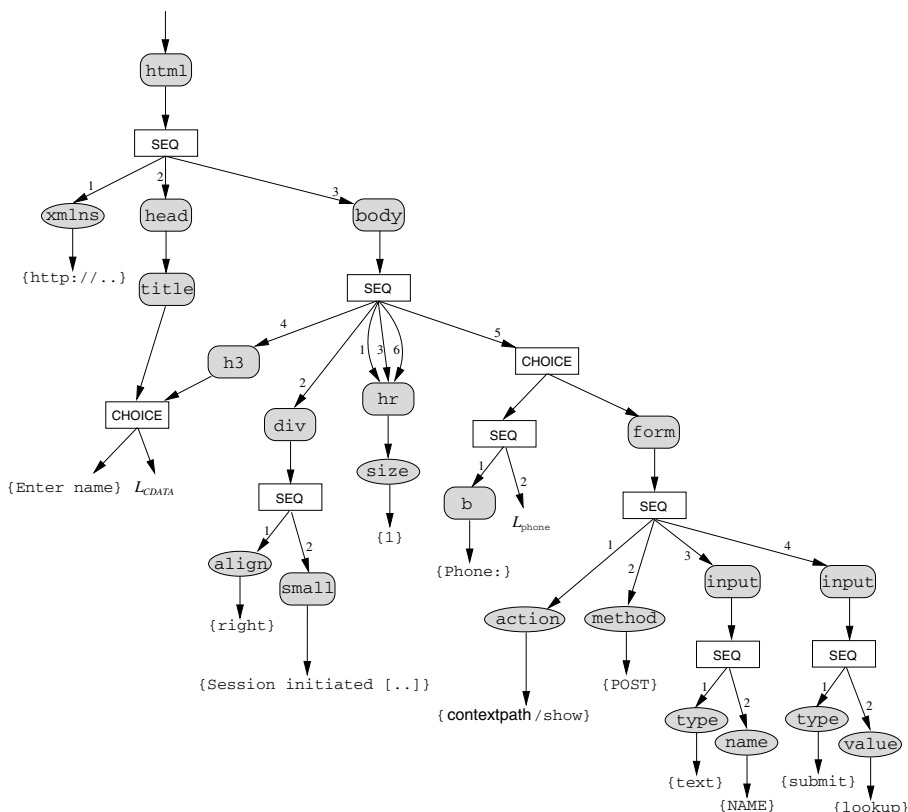 html
SEQ
1 2 3
xmlns head body
{http://..} title SEQ
4 2 1 3 6 5
h3 CHOICE
hr
CHOICE div SEQ form
{Enter name} L_CDATA size
1 2
SEQ b L_phone SEQ
{1}
1 2 {Phone:} 1 2 3 4
align small input input
{right} action method
SEQ SEQ
{Session initiated [..]} {POST}
1 2 1 2
{contextpath/show} type name type value
{text} {submit}
{NAME} {lookup}